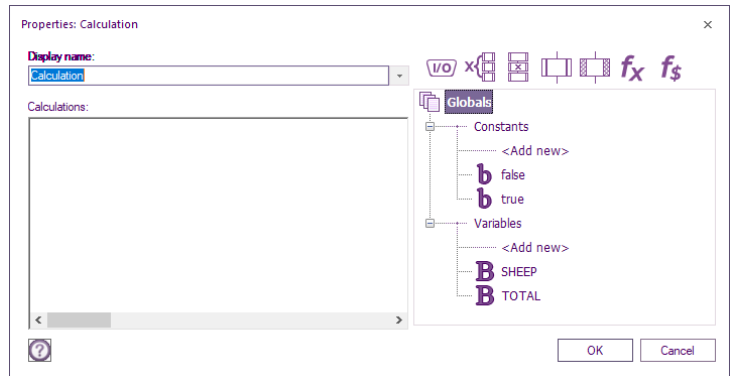 Properties: Calculation
Display name:
Calculation
Calculations:
I/O x{ x fx f$
Globals
Constants
<Add new>
b false
b true
Variables
<Add new>
B SHEEP
B TOTAL
?
OK Cancel